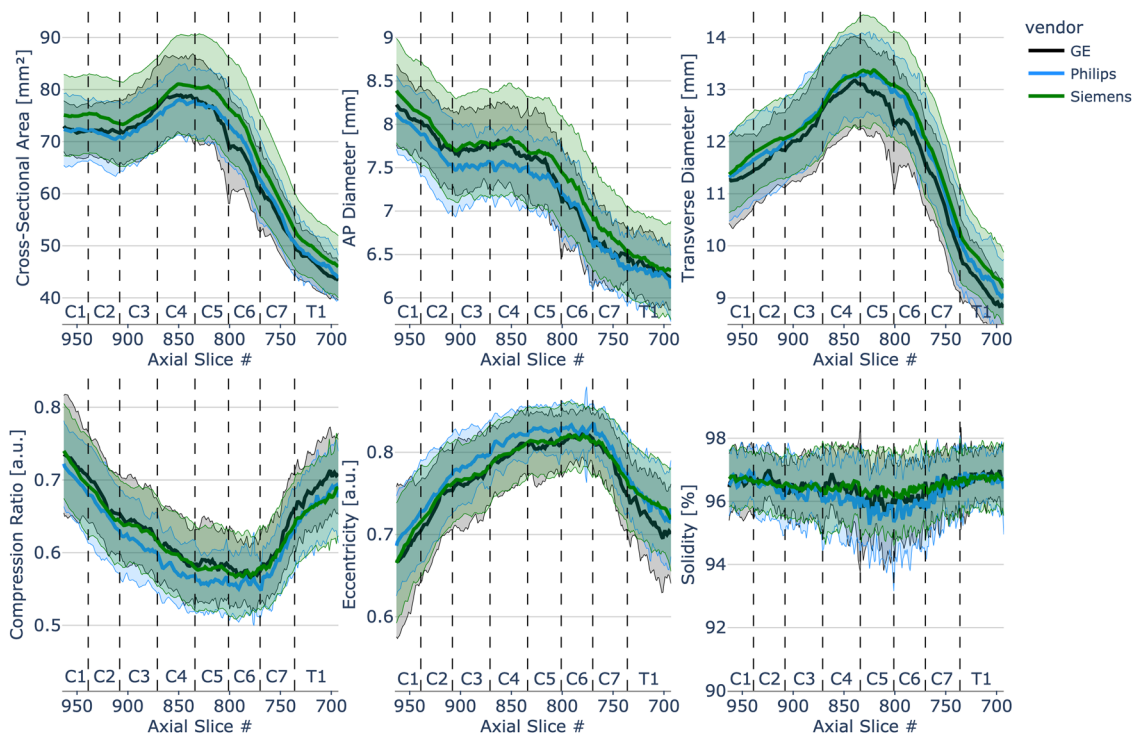 vendor
GE
Philips
Siemens
Cross-Sectional Area [mm²]
90
80
70
60
50
40
C1 C2 C3 C4 C5 C6 C7 T1
950 900 850 800 750 700
Axial Slice #
AP Diameter [mm]
9
8.5
8
7.5
7
6.5
6
C1 C2 C3 C4 C5 C6 C7 T1
950 900 850 800 750 700
Axial Slice #
Transverse Diameter [mm]
14
13
12
11
10
9
C1 C2 C3 C4 C5 C6 C7 T1
950 900 850 800 750 700
Axial Slice #
Compression Ratio [a.u.]
0.8
0.7
0.6
0.5
C1 C2 C3 C4 C5 C6 C7 T1
950 900 850 800 750 700
Axial Slice #
Eccentricity [a.u.]
0.8
0.7
0.6
C1 C2 C3 C4 C5 C6 C7 T1
950 900 850 800 750 700
Axial Slice #
Solidity [%]
98
96
94
92
90
C1 C2 C3 C4 C5 C6 C7 T1
950 900 850 800 750 700
Axial Slice #